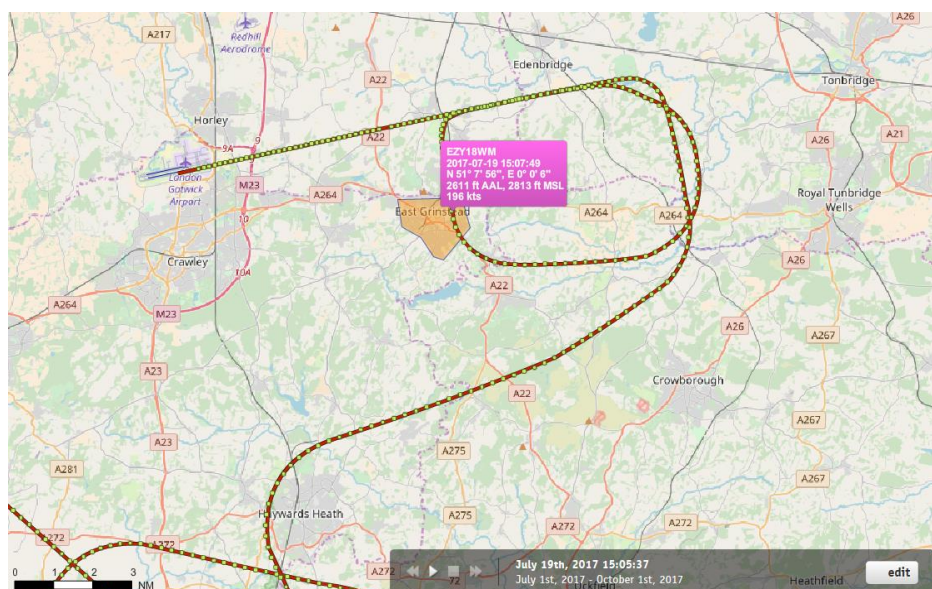 A217
Redhill
Aerodrome
A26
A22
Edenbridge
Tonbridge
Horley
A26
A21
9
9A
A22
EZY18WM
2017-07-19 15:07:49
N 51° 7' 56", E 0° 0' 6"
2611 ft AAL, 2813 ft MSL
196 kts
London
Gatwick
Airport
M23
A264
Royal Tunbridge
Wells
East Grinstead
A264
A264
10
Crawley
10A
A26
A26
A264
M23
A22
A23
A26
A267
Crowborough
A22
A267
A23
A275
A281
A267
Haywards Heath
A275
A272
A272
A272
A272
A272
72
July 19th, 2017 15:05:37
July 1st, 2017 - October 1st, 2017
edit
0 1 2 3
NM
Uckfield
Heathfield